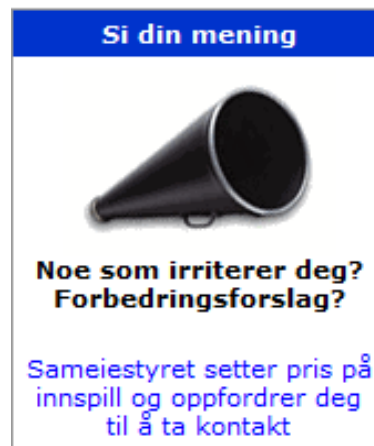 Si din mening
Noe som irriterer deg?
Forbedringsforslag?
Sameiestyret setter pris på
innspill og oppfordrer deg
til å ta kontakt